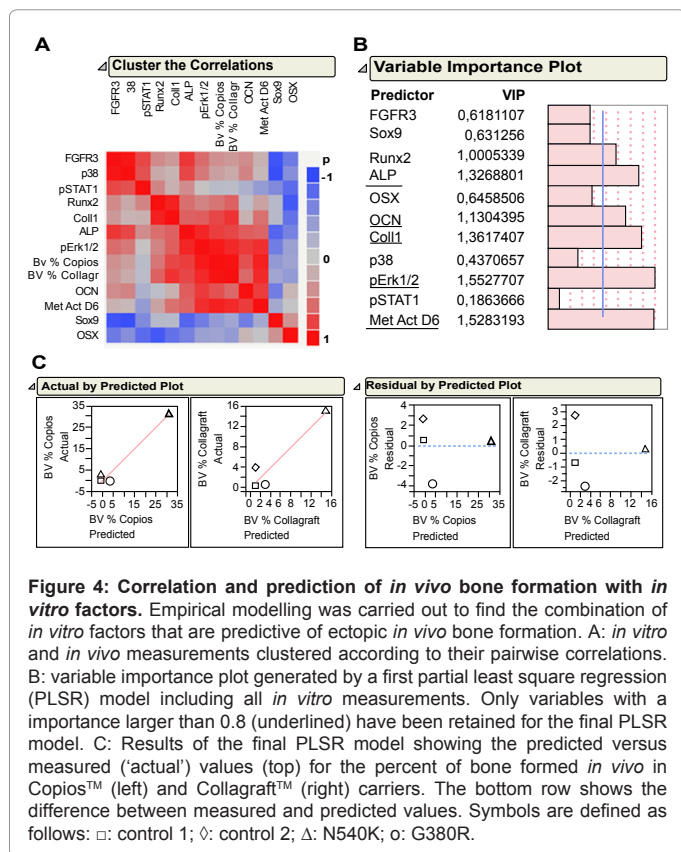 A
Cluster the Correlations
FGFR3
38
pSTAT1
Runx2
Coll1
ALP
pErk1/2
Bv % Copios
BV % Collagr
OCN
Met Act D6
Sox9
OSX
FGFR3
p38
pSTAT1
Runx2
Coll1
ALP
pErk1/2
Bv % Copios
BV % Collagr
OCN
Met Act D6
Sox9
OSX
p
-1
0
1
B
Variable Importance Plot
Predictor VIP
FGFR3 0,6181107
Sox9 0,631256
Runx2 1,0005339
ALP 1,3268801
OSX 0,6458506
OCN 1,1304395
Coll1 1,3617407
p38 0,4370657
pErk1/2 1,5527707
pSTAT1 0,1863666
Met Act D6 1,5283193
C
Actual by Predicted Plot
BV % Copios
Actual
35
25
15
5
-5
-5 0 5 15 25 35
BV % Copios
Predicted
BV % Collagraft
Actual
16
12
8
4
0
0 2 4 6 8 12 16
BV % Collagraft
Predicted
Residual by Predicted Plot
BV % Copios
Residual
4
2
0
-2
-4
-5 0 5 15 25 35
BV % Copios
Predicted
BV % Collagraft
Residual
3
2
1
0
-1
-2
0 2 4 6 8 12 16
BV % Collagraft
Predicted
Figure 4: Correlation and prediction of in vivo bone formation with in
vitro factors. Empirical modelling was carried out to find the combination of
in vitro factors that are predictive of ectopic in vivo bone formation. A: in vitro
and in vivo measurements clustered according to their pairwise correlations.
B: variable importance plot generated by a first partial least square regression
(PLSR) model including all in vitro measurements. Only variables with a
importance larger than 0.8 (underlined) have been retained for the final PLSR
model. C: Results of the final PLSR model showing the predicted versus
measured (‘actual’) values (top) for the percent of bone formed in vivo in
Copios™ (left) and Collagraft™ (right) carriers. The bottom row shows the
difference between measured and predicted values. Symbols are defined as
follows: □: control 1; ◊: control 2; Δ: N540K; o: G380R.